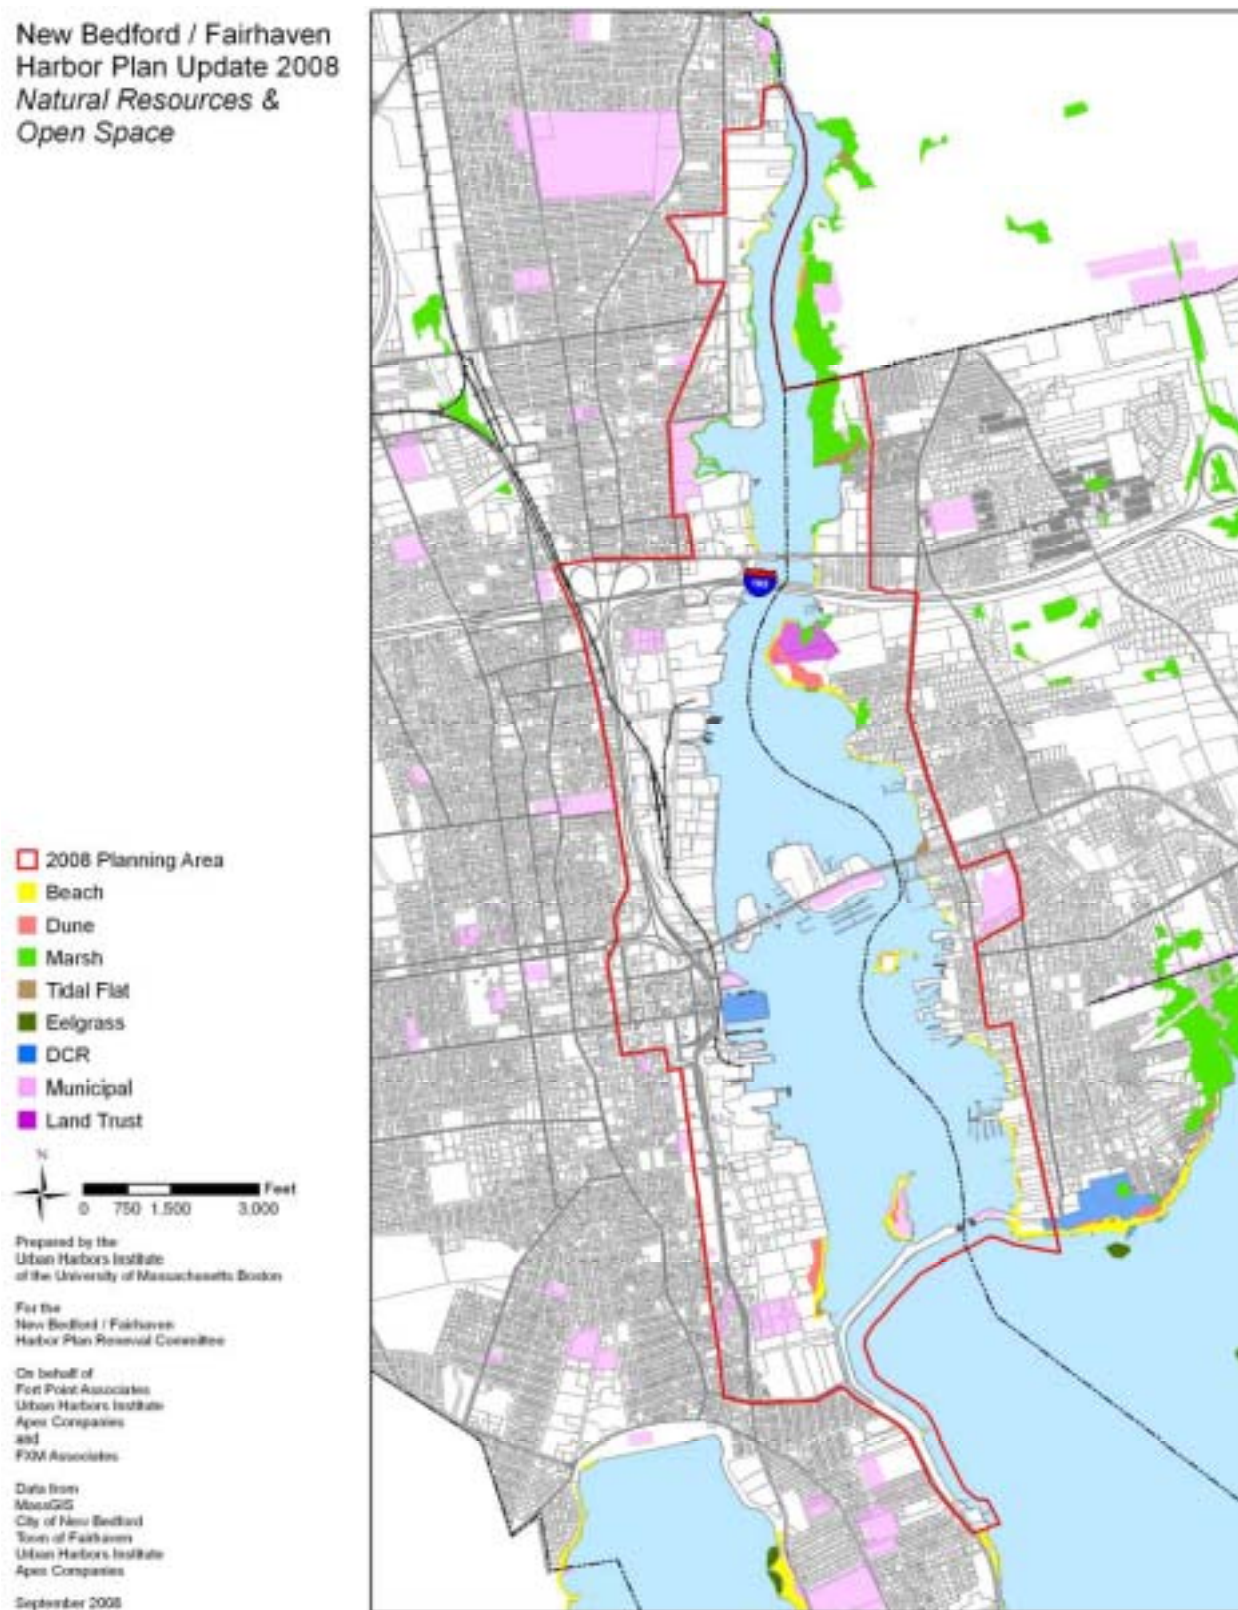 New Bedford / Fairhaven
Harbor Plan Update 2008
Natural Resources &
Open Space
2008 Planning Area
Beach
Dune
Marsh
Tidal Flat
Eelgrass
DCR
Municipal
Land Trust
N
Feet
0 750 1,500 3,000
Prepared by the
Urban Harbors Institute
of the University of Massachusetts Boston
For the
New Bedford / Fairhaven
Harbor Plan Renewal Committee
On behalf of
Fort Point Associates
Urban Harbors Institute
Apex Companies
and
FXM Associates
Data from
MassGIS
City of New Bedford
Town of Fairhaven
Urban Harbors Institute
Apex Companies
September 2008